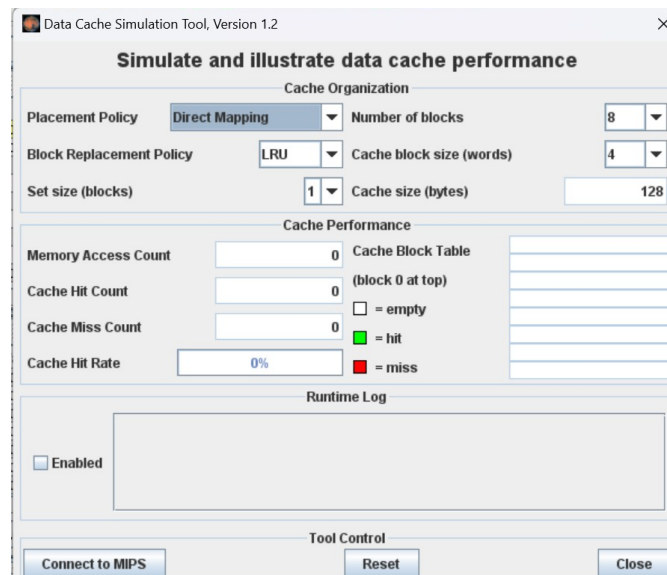 Data Cache Simulation Tool, Version 1.2
Simulate and illustrate data cache performance
Cache Organization
Placement Policy Direct Mapping Number of blocks 8
Block Replacement Policy LRU Cache block size (words) 4
Set size (blocks) 1 Cache size (bytes) 128
Cache Performance
Memory Access Count 0 Cache Block Table
(block 0 at top)
Cache Hit Count 0
= empty
Cache Miss Count 0
= hit
Cache Hit Rate 0%
= miss
Runtime Log
Enabled
Tool Control
Connect to MIPS Reset Close